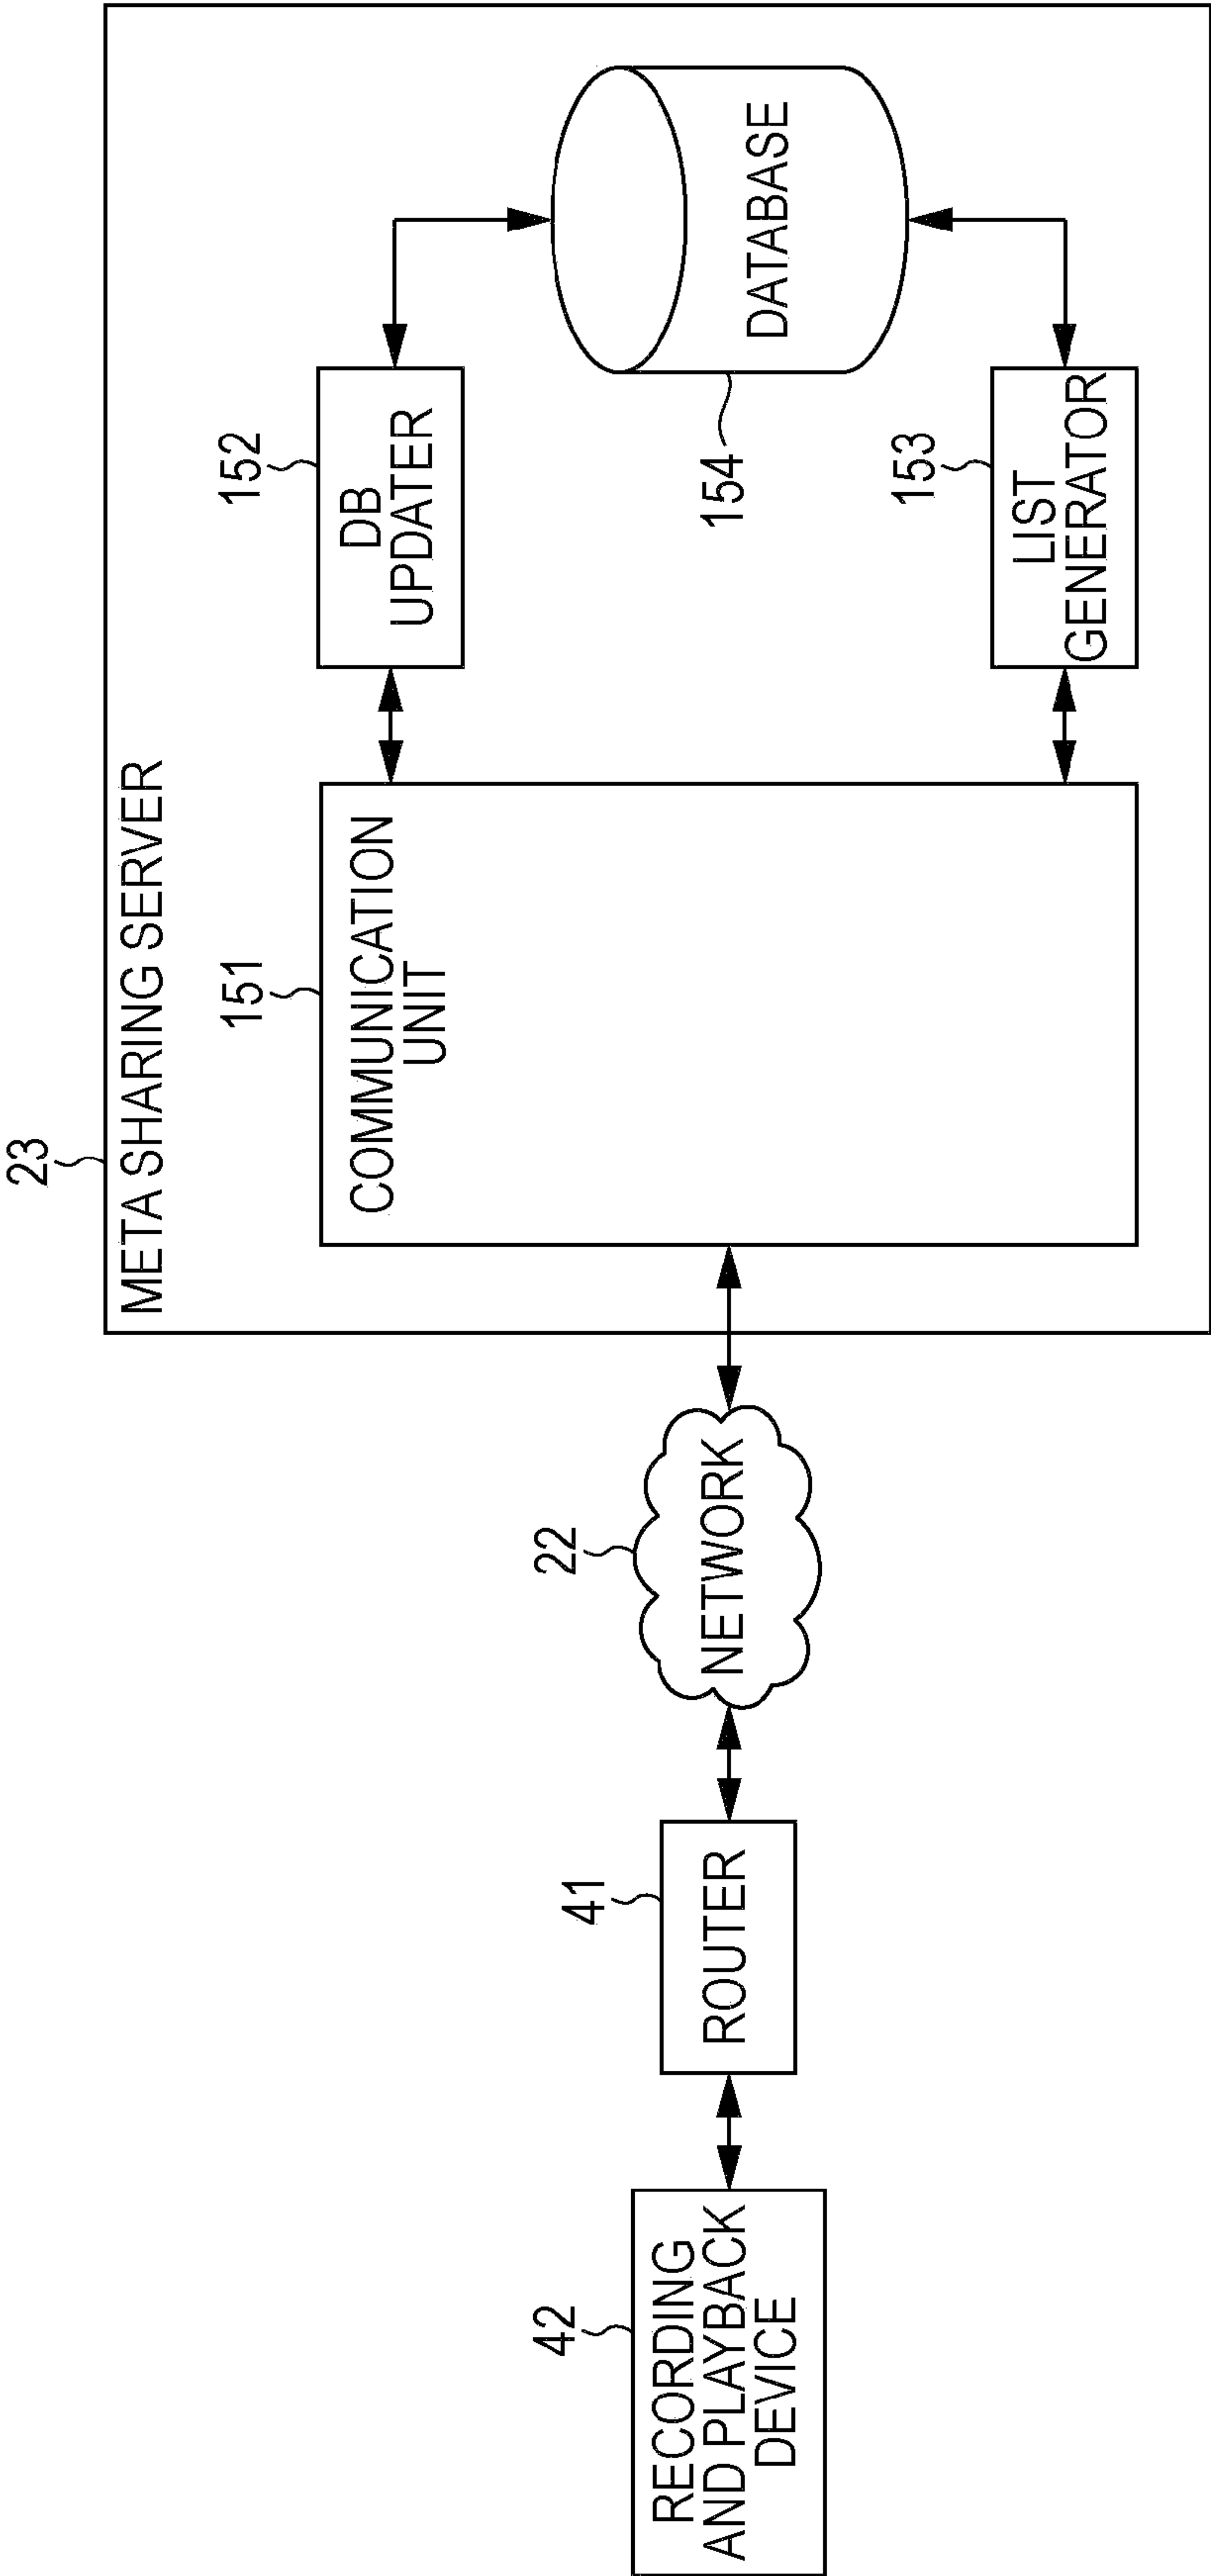 23
META SHARING SERVER
151
COMMUNICATION
UNIT
152
DB
UPDATER
154
DATABASE
153
LIST
GENERATOR
22
NETWORK
41
ROUTER
42
RECORDING
AND PLAYBACK
DEVICE